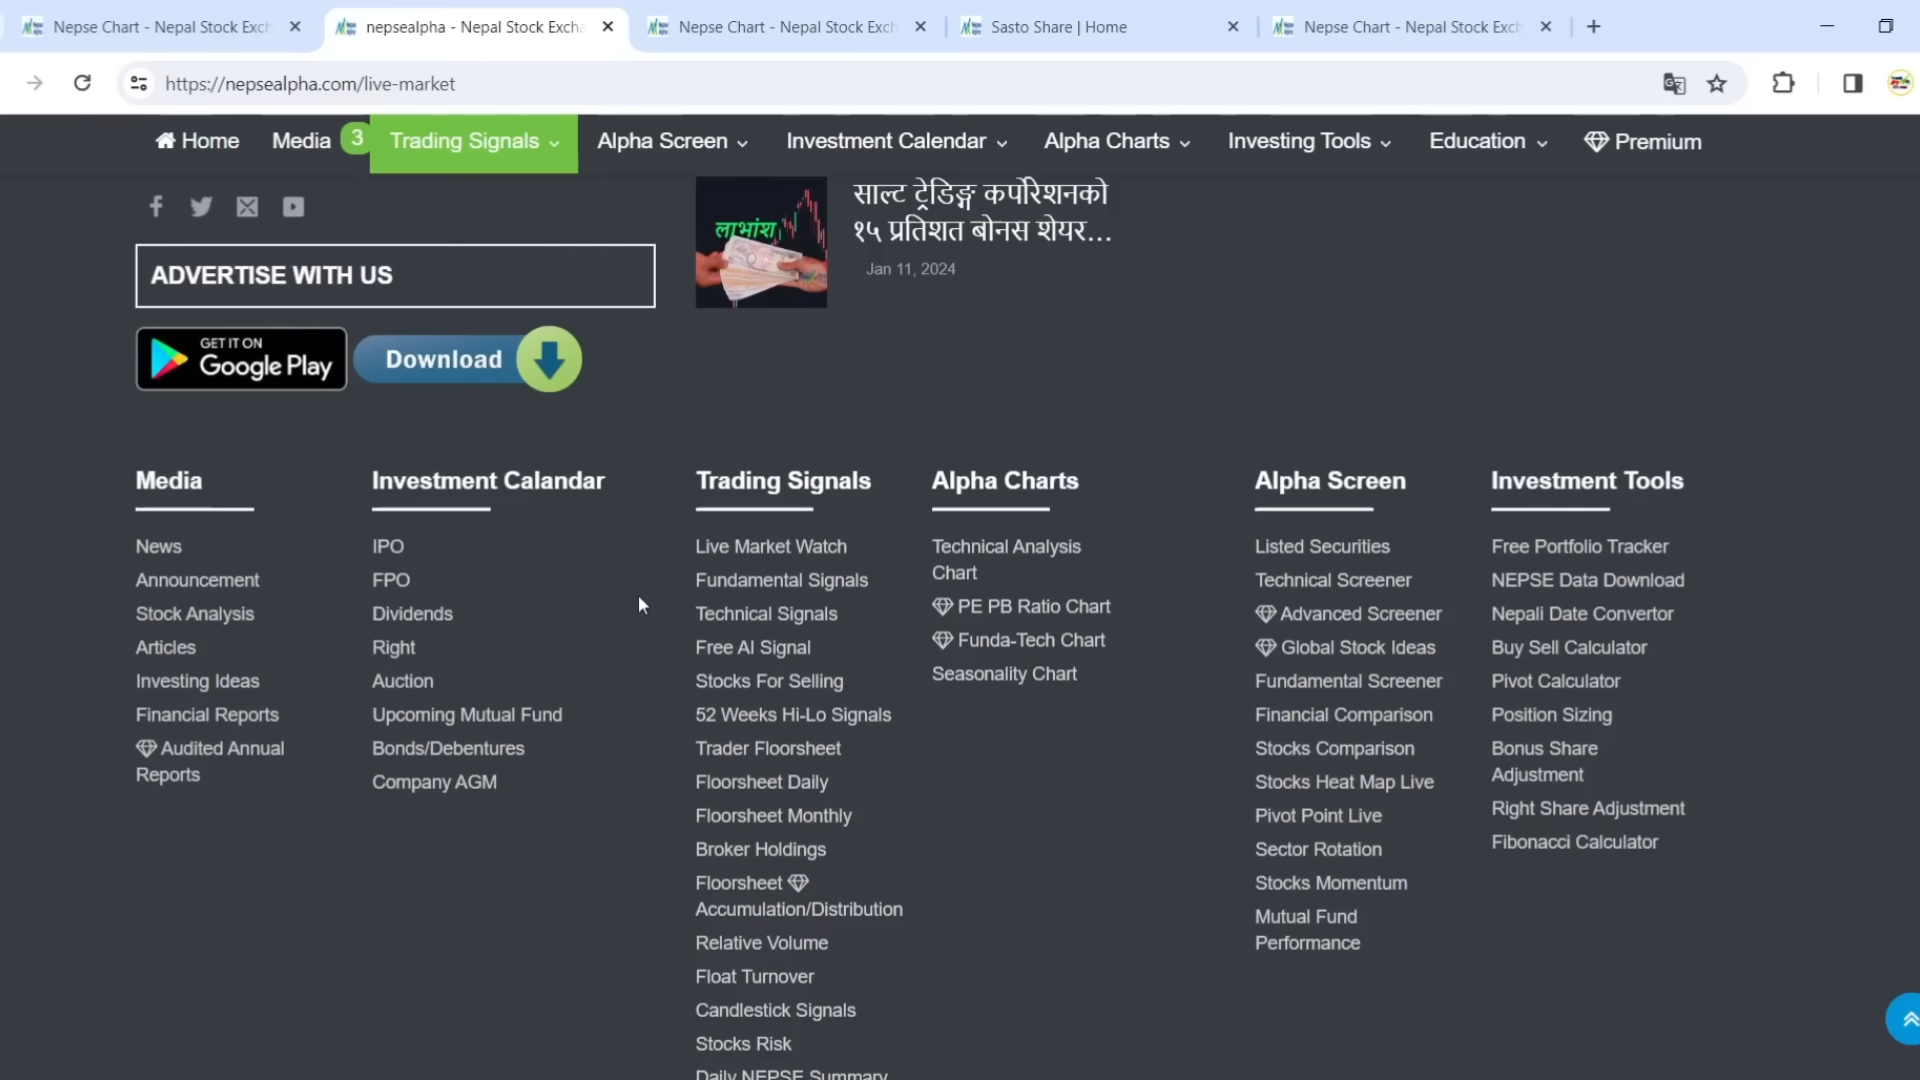 Nepse Chart - Nepal Stock Exch
nepsealpha - Nepal Stock Excha
Nepse Chart - Nepal Stock Exch
Sasto Share | Home
Nepse Chart - Nepal Stock Exch
https://nepsealpha.com/live-market
Home
Media
3
Trading Signals
Alpha Screen
Investment Calendar
Alpha Charts
Investing Tools
Education
Premium
लाभांश
साल्ट ट्रेडिङ्ग कर्पोरेशनको
१५ प्रतिशत बोनस शेयर...
Jan 11, 2024
ADVERTISE WITH US
GET IT ON
Google Play
Download
Media
News
Announcement
Stock Analysis
Articles
Investing Ideas
Financial Reports
Audited Annual
Reports
Investment Calandar
IPO
FPO
Dividends
Right
Auction
Upcoming Mutual Fund
Bonds/Debentures
Company AGM
Trading Signals
Live Market Watch
Fundamental Signals
Technical Signals
Free AI Signal
Stocks For Selling
52 Weeks Hi-Lo Signals
Trader Floorsheet
Floorsheet Daily
Floorsheet Monthly
Broker Holdings
Floorsheet
Accumulation/Distribution
Relative Volume
Float Turnover
Candlestick Signals
Stocks Risk
Daily NEPSE Summary
Alpha Charts
Technical Analysis
Chart
PE PB Ratio Chart
Funda-Tech Chart
Seasonality Chart
Alpha Screen
Listed Securities
Technical Screener
Advanced Screener
Global Stock Ideas
Fundamental Screener
Financial Comparison
Stocks Comparison
Stocks Heat Map Live
Pivot Point Live
Sector Rotation
Stocks Momentum
Mutual Fund
Performance
Investment Tools
Free Portfolio Tracker
NEPSE Data Download
Nepali Date Convertor
Buy Sell Calculator
Pivot Calculator
Position Sizing
Bonus Share
Adjustment
Right Share Adjustment
Fibonacci Calculator